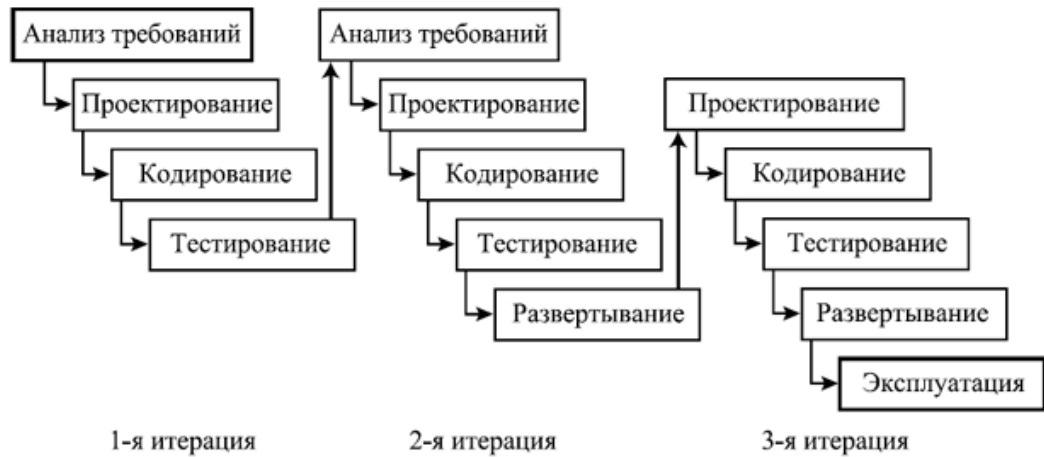 Анализ требований
Проектирование
Кодирование
Тестирование
1-я итерация
Анализ требований
Проектирование
Кодирование
Тестирование
Развертывание
2-я итерация
Проектирование
Кодирование
Тестирование
Развертывание
Эксплуатация
3-я итерация